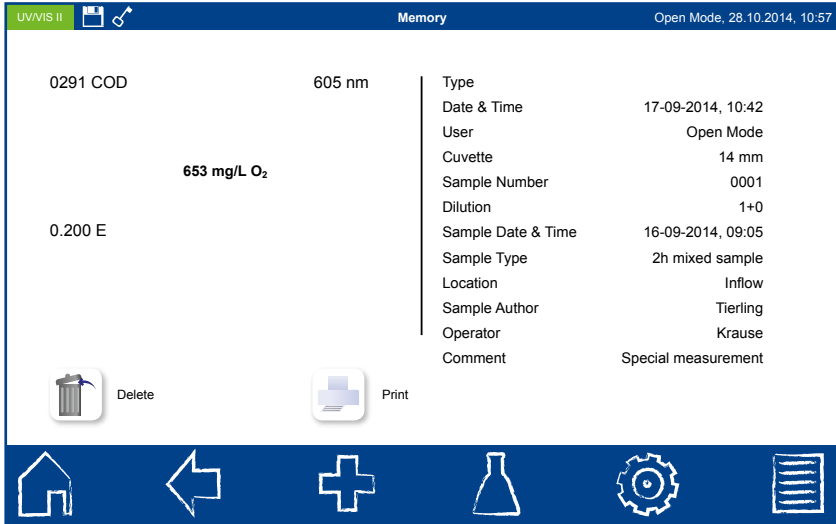 UV/VIS II Memory Open Mode, 28.10.2014, 10:57
0291 COD 605 nm
653 mg/L O₂
0.200 E
Type
Date & Time 17-09-2014, 10:42
User Open Mode
Cuvette 14 mm
Sample Number 0001
Dilution 1+0
Sample Date & Time 16-09-2014, 09:05
Sample Type 2h mixed sample
Location Inflow
Sample Author Tierling
Operator Krause
Comment Special measurement
Delete Print